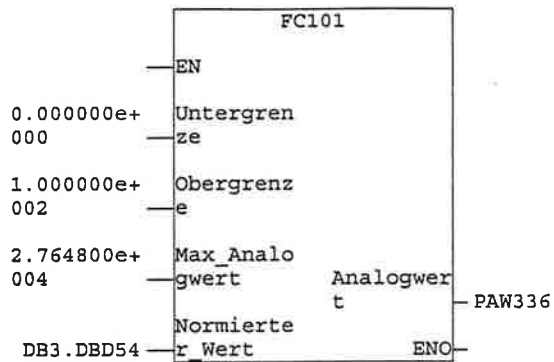 FC101
EN
0.000000e+ Untergren
000 ze
1.000000e+ Obergrenz
002 e
2.764800e+ Max_Analo
004 gwert Analogwer
t PAW336
Normierte
DB3.DBD54 r_Wert ENO